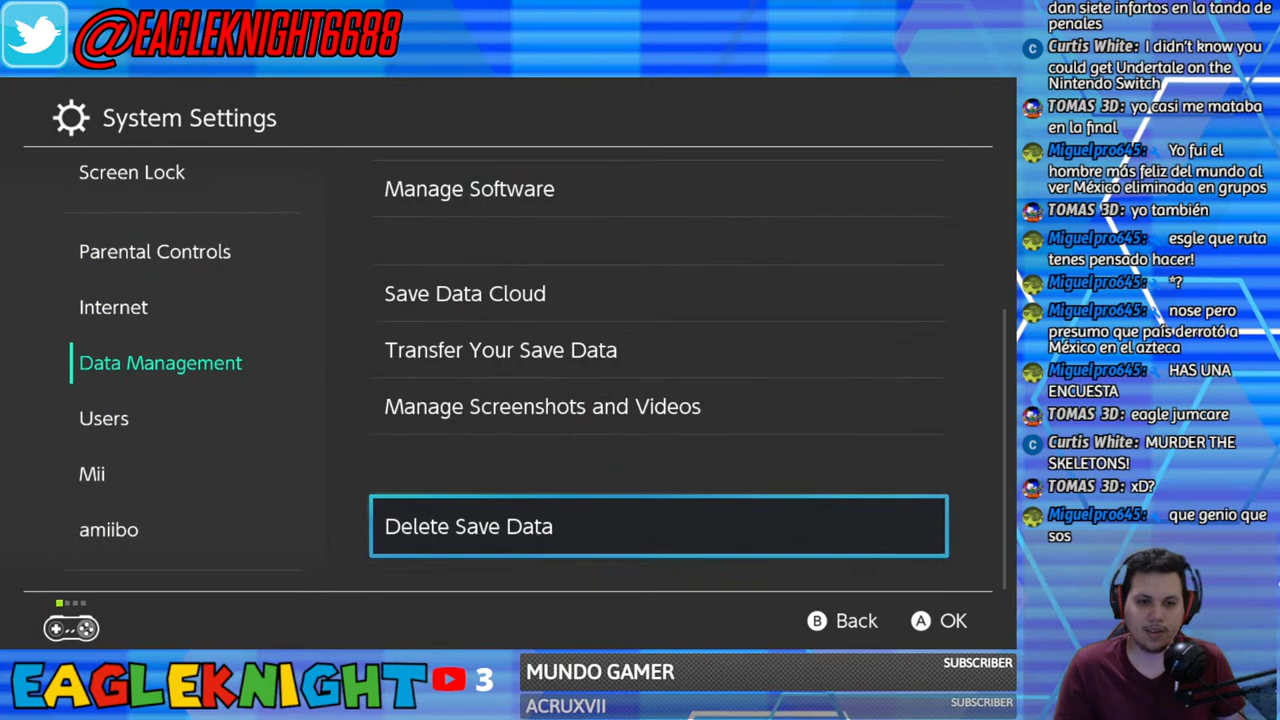 @EAGLEKNIGHT6688
System Settings
Screen Lock
Parental Controls
Internet
Data Management
Users
Mii
amiibo
Manage Software
Save Data Cloud
Transfer Your Save Data
Manage Screenshots and Videos
Delete Save Data
B Back
A OK
dan siete infartos en la tanda de
penales
C Curtis White: I didn't know you
could get Undertale on the
Nintendo Switch
TOMAS 3D: yo casi me mataba
en la final
Miguelpro645: Yo fui el
hombre más feliz del mundo al
ver México eliminada en grupos
TOMAS 3D: yo también
Miguelpro645: esgle que ruta
tenes pensado hacer!
Miguelpro645: *?
Miguelpro645: nose pero
presumo que país derrotó a
México en el azteca
Miguelpro645: HAS UNA
ENCUESTA
TOMAS 3D: eagle jumcare
C Curtis White: MURDER THE
SKELETONS!
TOMAS 3D: xD?
Miguelpro645: que genio que
sos
EAGLEKNIGHT 3
MUNDO GAMER SUBSCRIBER
ACRUXVII SUBSCRIBER